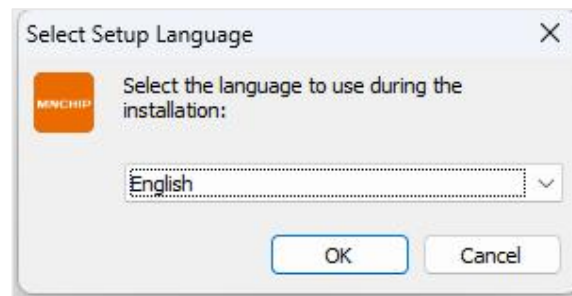 Select Setup Language
MNCHIP
Select the language to use during the
installation:
English
OK
Cancel